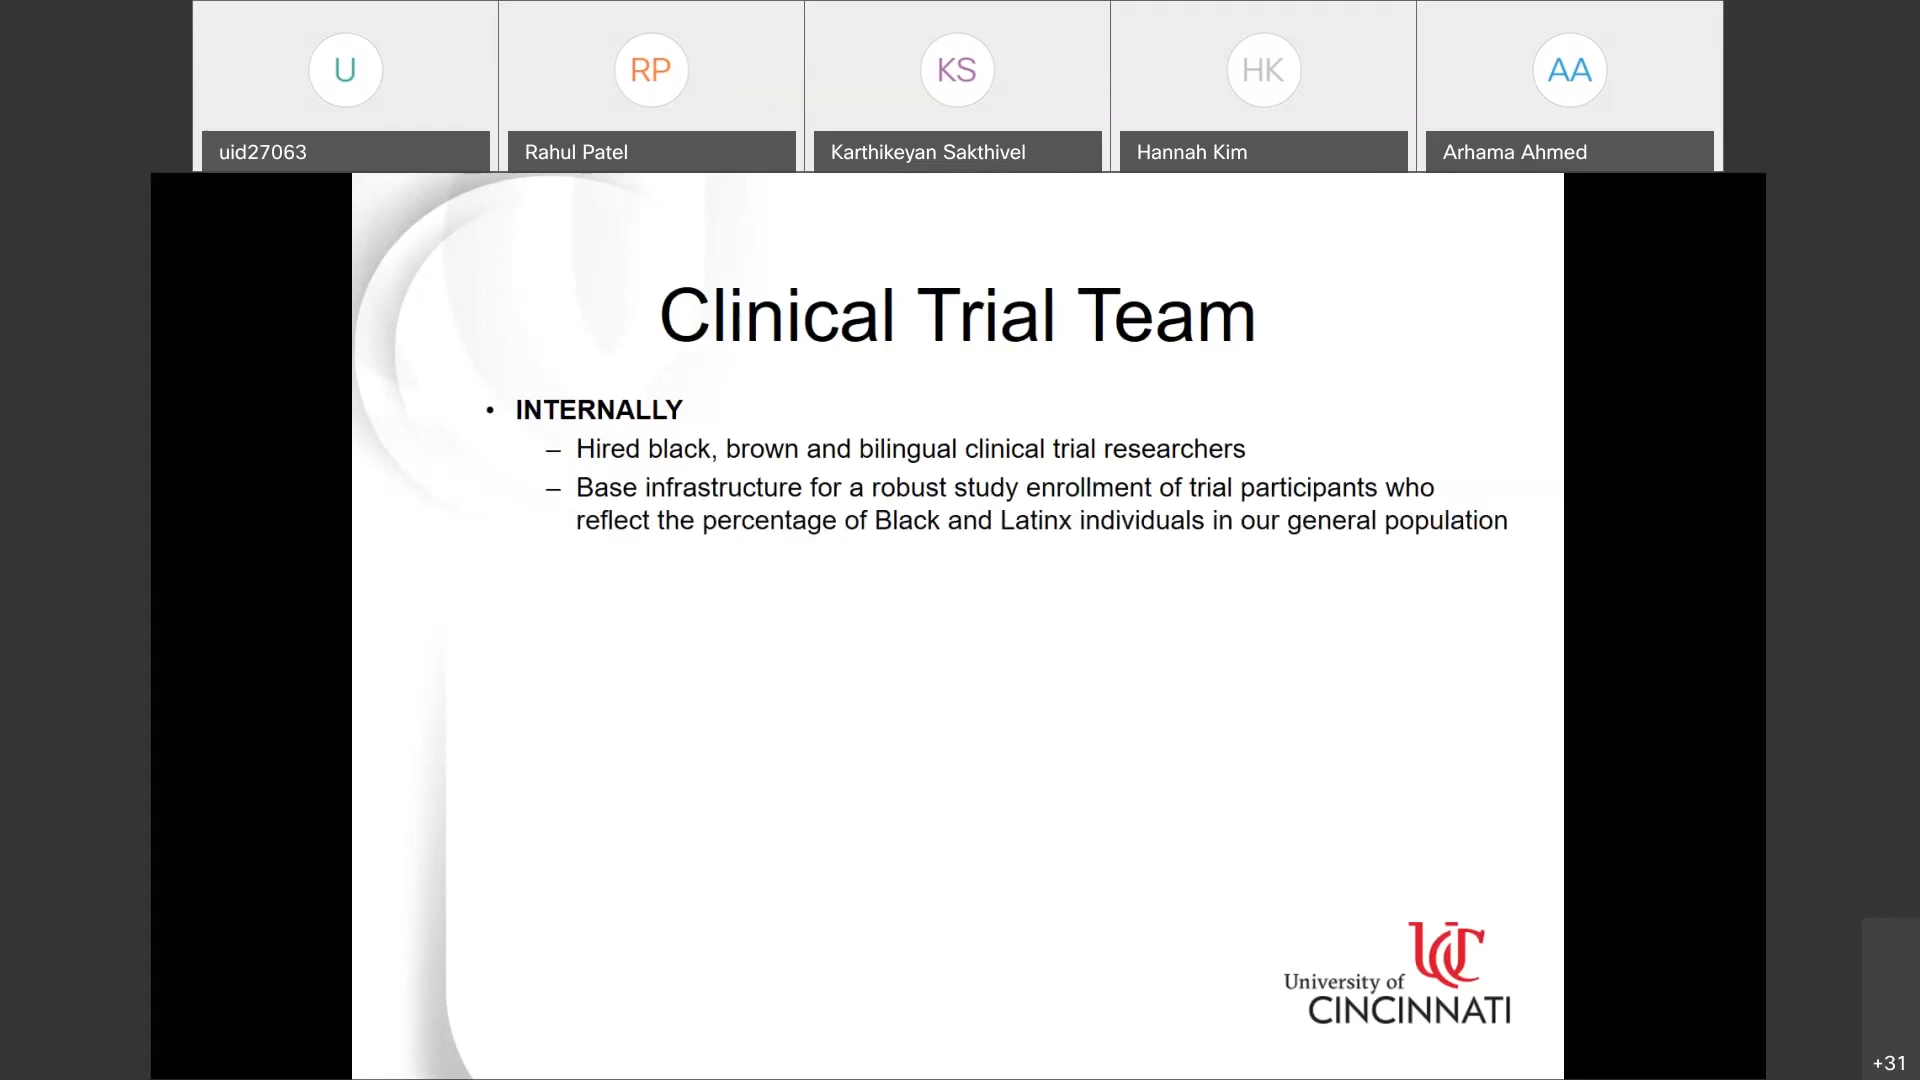 U
RP
KS
HK
AA
uid27063
Rahul Patel
Karthikeyan Sakthivel
Hannah Kim
Arhama Ahmed
Clinical Trial Team
• INTERNALLY
– Hired black, brown and bilingual clinical trial researchers
– Base infrastructure for a robust study enrollment of trial participants who
reflect the percentage of Black and Latinx individuals in our general population
UC
University of
CINCINNATI
+31